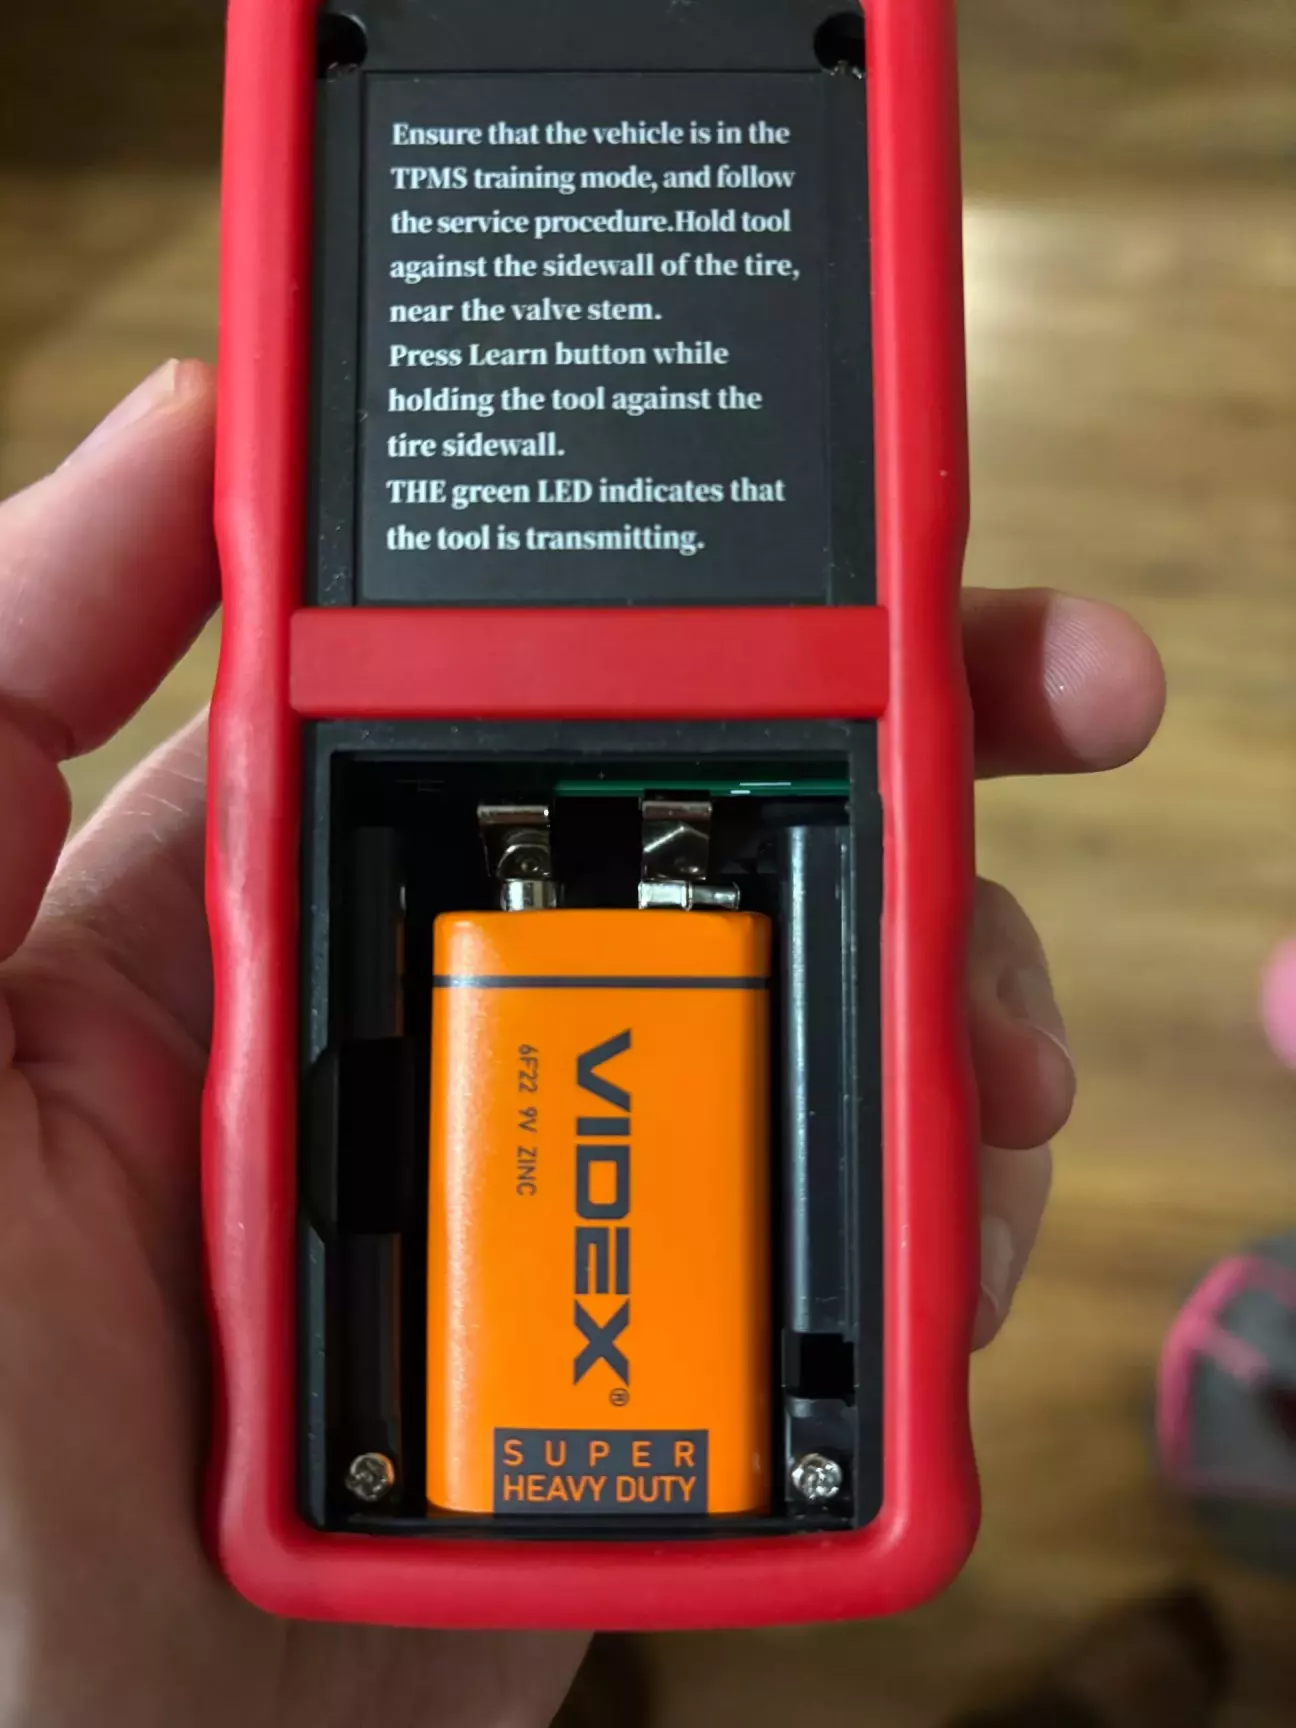 Ensure that the vehicle is in the
TPMS training mode, and follow
the service procedure.Hold tool
against the sidewall of the tire,
near the valve stem.
Press Learn button while
holding the tool against the
tire sidewall.
THE green LED indicates that
the tool is transmitting.
VIDEX®
6F22 9V ZINC
SUPER
HEAVY DUTY